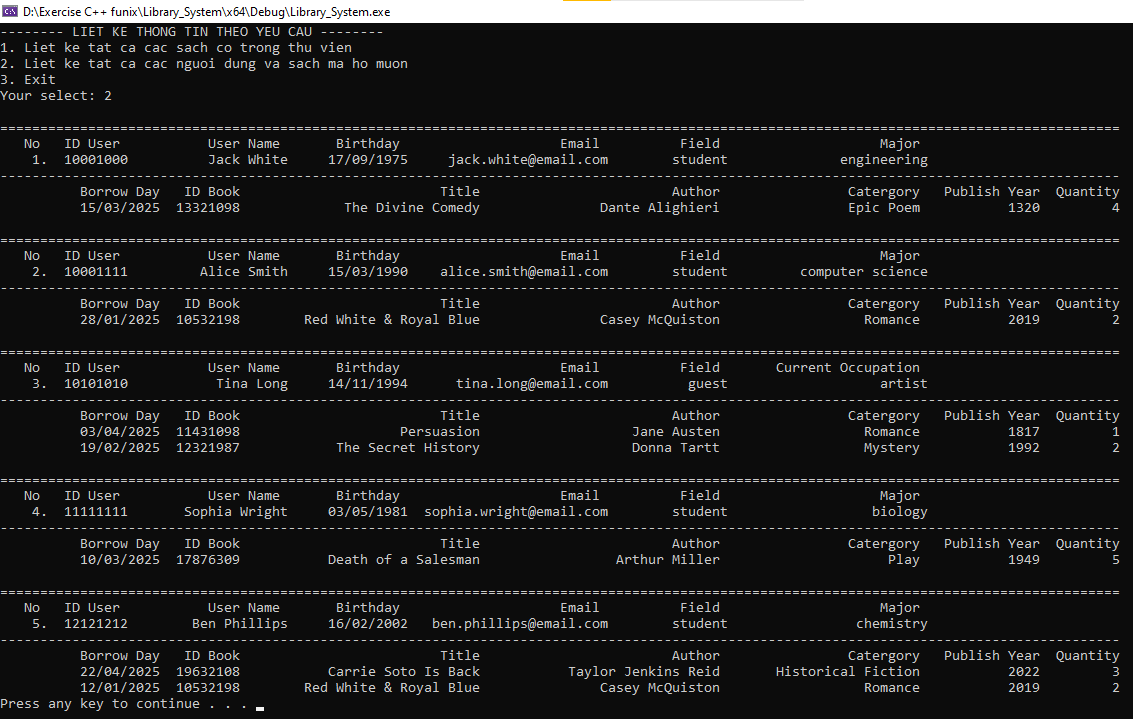 D:\Exercise C++ funix\Library_System\x64\Debug\Library_System.exe
-------- LIET KE THONG TIN THEO YEU CAU --------
1. Liet ke tat ca cac sach co trong thu vien
2. Liet ke tat ca cac nguoi dung va sach ma ho muon
3. Exit
Your select: 2
============================================================================================================================================
No ID User User Name Birthday Email Field Major
1. 10001000 Jack White 17/09/1975 jack.white@email.com student engineering
--------------------------------------------------------------------------------------------------------------------------------------------
Borrow Day ID Book Title Author Catergory Publish Year Quantity
15/03/2025 13321098 The Divine Comedy Dante Alighieri Epic Poem 1320 4
============================================================================================================================================
No ID User User Name Birthday Email Field Major
2. 10001111 Alice Smith 15/03/1990 alice.smith@email.com student computer science
--------------------------------------------------------------------------------------------------------------------------------------------
Borrow Day ID Book Title Author Catergory Publish Year Quantity
28/01/2025 10532198 Red White & Royal Blue Casey McQuiston Romance 2019 2
============================================================================================================================================
No ID User User Name Birthday Email Field Current Occupation
3. 10101010 Tina Long 14/11/1994 tina.long@email.com guest artist
--------------------------------------------------------------------------------------------------------------------------------------------
Borrow Day ID Book Title Author Catergory Publish Year Quantity
03/04/2025 11431098 Persuasion Jane Austen Romance 1817 1
19/02/2025 12321987 The Secret History Donna Tartt Mystery 1992 2
============================================================================================================================================
No ID User User Name Birthday Email Field Major
4. 11111111 Sophia Wright 03/05/1981 sophia.wright@email.com student biology
--------------------------------------------------------------------------------------------------------------------------------------------
Borrow Day ID Book Title Author Catergory Publish Year Quantity
10/03/2025 17876309 Death of a Salesman Arthur Miller Play 1949 5
============================================================================================================================================
No ID User User Name Birthday Email Field Major
5. 12121212 Ben Phillips 16/02/2002 ben.phillips@email.com student chemistry
--------------------------------------------------------------------------------------------------------------------------------------------
Borrow Day ID Book Title Author Catergory Publish Year Quantity
22/04/2025 19632108 Carrie Soto Is Back Taylor Jenkins Reid Historical Fiction 2022 3
12/01/2025 10532198 Red White & Royal Blue Casey McQuiston Romance 2019 2
Press any key to continue . . .